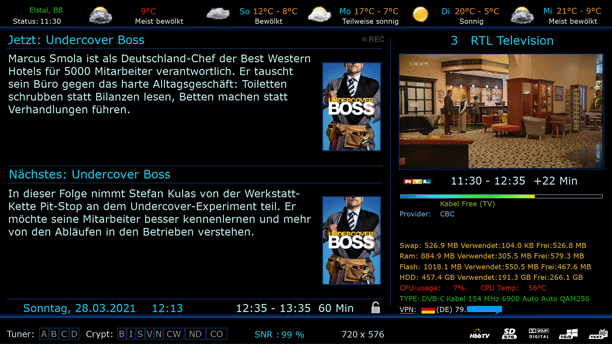 Elstal, BB
Status: 11:30
9°C
Meist bewölkt
So 12°C - 8°C
Bewölkt
Mo 17°C - 7°C
Teilweise sonnig
Di 20°C - 5°C
Sonnig
Mi 21°C - 9°C
Meist bewölkt
Jetzt: Undercover Boss
REC
Marcus Smola ist als Deutschland-Chef der Best Western
Hotels für 5000 Mitarbeiter verantwortlich. Er tauscht
sein Büro gegen das harte Alltagsgeschäft: Toiletten
schrubben statt Bilanzen lesen, Betten machen statt
Verhandlungen führen.
UNDERCOVER
BOSS
3 RTL Television
RTL
11:30 - 12:35 +22 Min
Kabel Free (TV)
Provider: CBC
Nächstes: Undercover Boss
In dieser Folge nimmt Stefan Kulas von der Werkstatt-
Kette Pit-Stop an dem Undercover-Experiment teil. Er
möchte seine Mitarbeiter besser kennenlernen und mehr
von den Abläufen in den Betrieben verstehen.
UNDERCOVER
BOSS
Swap: 526.9 MB Verwendet:104.0 KB Frei:526.8 MB
Ram: 884.9 MB Verwendet:305.5 MB Frei:579.3 MB
Flash: 1018.1 MB Verwendet:550.5 MB Frei:467.6 MB
HDD: 457.4 GB Verwendet:191.3 GB Frei:266.1 GB
CPU-usage: 7% CPU Temp: 56°C
TYPE: DVB-C Kabel 154 MHz 6900 Auto Auto QAM256
VPN: (DE) 79.
Sonntag, 28.03.2021 12:13
12:35 - 13:35 60 Min
Tuner: A B C D Crypt: B I S V N CW ND CO
SNR : 99 %
720 x 576
HbbTV
SD
576
DOLBY
DIGITAL